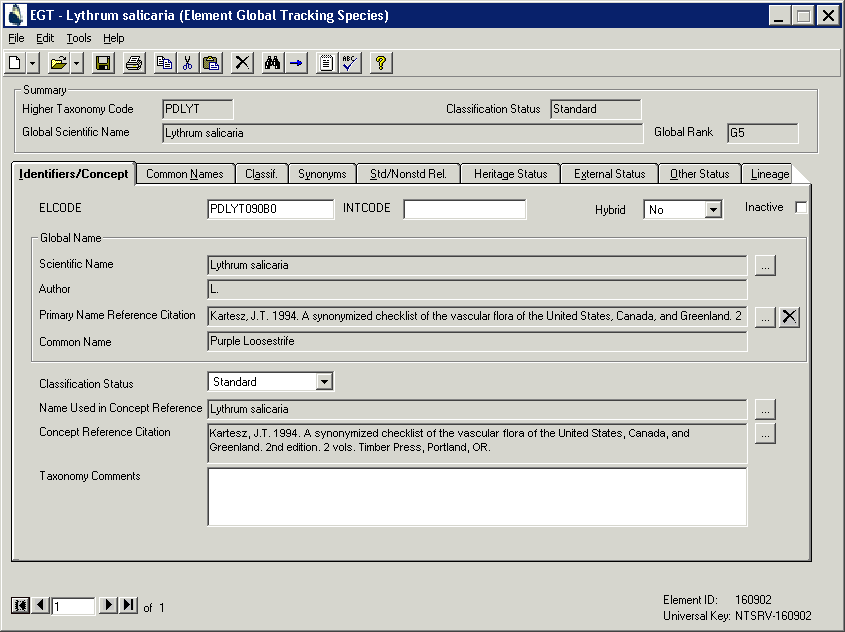 EGT - Lythrum salicaria (Element Global Tracking Species)
File Edit Tools Help
ABC ?
Summary
Higher Taxonomy Code PDLYT Classification Status Standard
Global Scientific Name Lythrum salicaria Global Rank G5
Identifiers/Concept Common Names Classif. Synonyms Std/Nonstd Rel. Heritage Status External Status Other Status Lineage
ELCODE PDLYT090B0 INTCODE Hybrid No Inactive
Global Name
Scientific Name Lythrum salicaria ...
Author L.
Primary Name Reference Citation Kartesz, J.T. 1994. A synonymized checklist of the vascular flora of the United States, Canada, and Greenland. 2 ...
Common Name Purple Loosestrife
Classification Status Standard
Name Used in Concept Reference Lythrum salicaria ...
Concept Reference Citation Kartesz, J.T. 1994. A synonymized checklist of the vascular flora of the United States, Canada, and ...
Greenland. 2nd edition. 2 vols. Timber Press, Portland, OR.
Taxonomy Comments
1 of 1
Element ID: 160902
Universal Key: NTSRV-160902